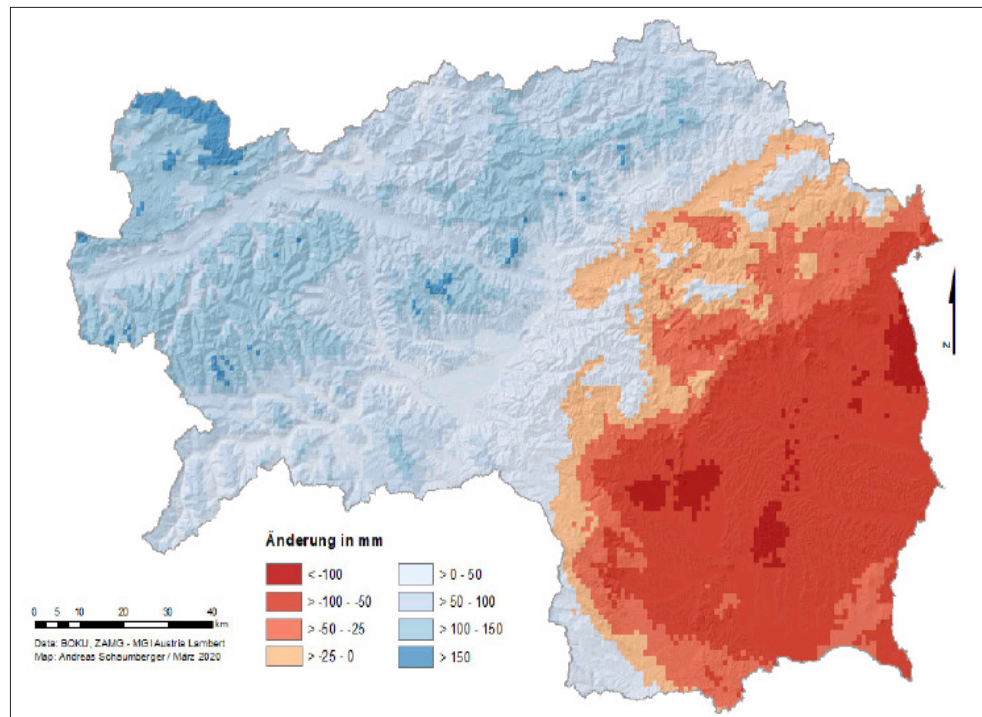 Änderung in mm
< -100
> -100 - -50
> -50 - -25
> -25 - 0
> 0 - 50
> 50 - 100
> 100 - 150
> 150
0 5 10 20 30 40
km
Data: BOKU, ZAMG - MGI Austria Lambert
Map: Andreas Schaumberger / März 2020
N